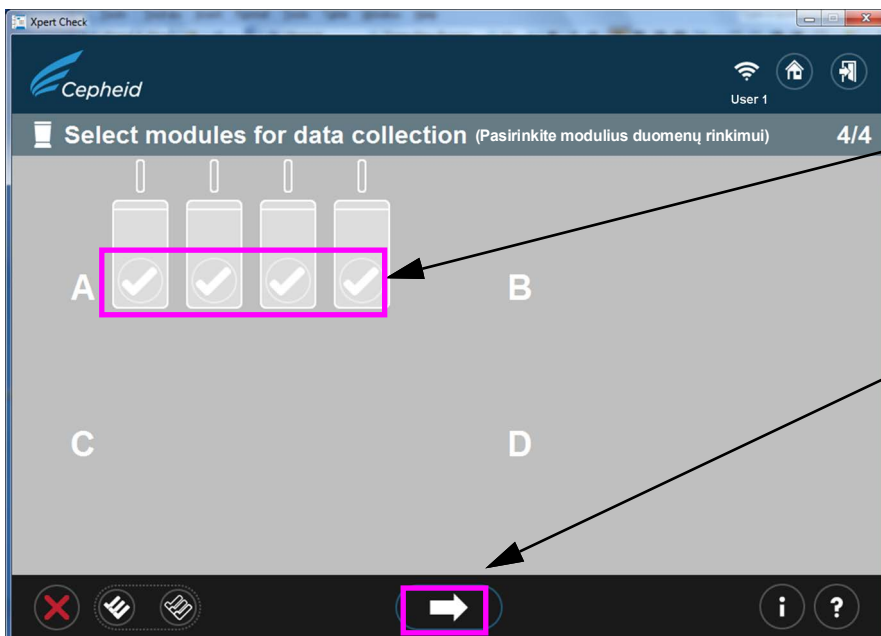 Xpert Check
Cepheid
User 1
Select modules for data collection (Pasirinkite modulius duomenų rinkimui) 4/4
A
B
C
D
i ?